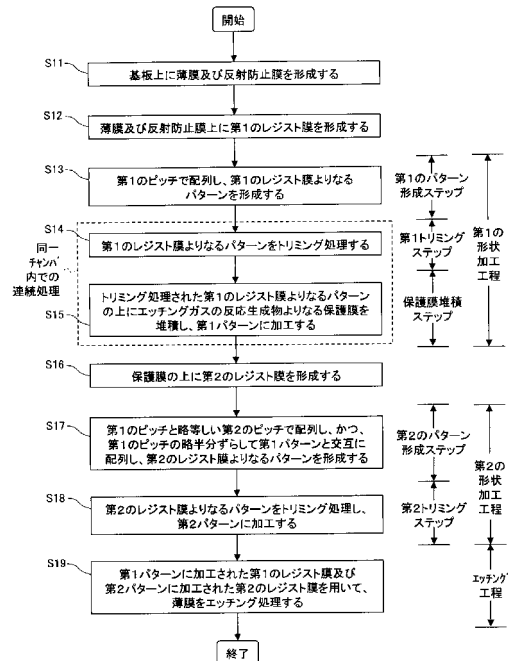 開始
S11
基板上に薄膜及び反射防止膜を形成する
S12
薄膜及び反射防止膜上に第1のレジスト膜を形成する
S13
第1のピッチで配列し、第1のレジスト膜よりなる
パターンを形成する
第1のパターン
形成ステップ
S14
第1のレジスト膜よりなるパターンをトリミング処理する
第1トリミング
ステップ
第1の
形状
加工
工程
同一
チャンバ
内での
連続処理
トリミング処理された第1のレジスト膜よりなるパターン
の上にエッチングガスの反応生成物よりなる保護膜を
堆積し、第1パターンに加工する
S15
保護膜堆積
ステップ
S16
保護膜の上に第2のレジスト膜を形成する
S17
第1のピッチと略等しい第2のピッチで配列し、かつ、
第1のピッチの略半分ずらして第1パターンと交互に
配列し、第2のレジスト膜よりなるパターンを形成する
第2のパターン
形成ステップ
第2の
形状
加工
工程
S18
第2のレジスト膜よりなるパターンをトリミング処理し、
第2パターンに加工する
第2トリミング
ステップ
S19
第1パターンに加工された第1のレジスト膜及び
第2パターンに加工された第2のレジスト膜を用いて、
薄膜をエッチング処理する
エッチング
工程
終了